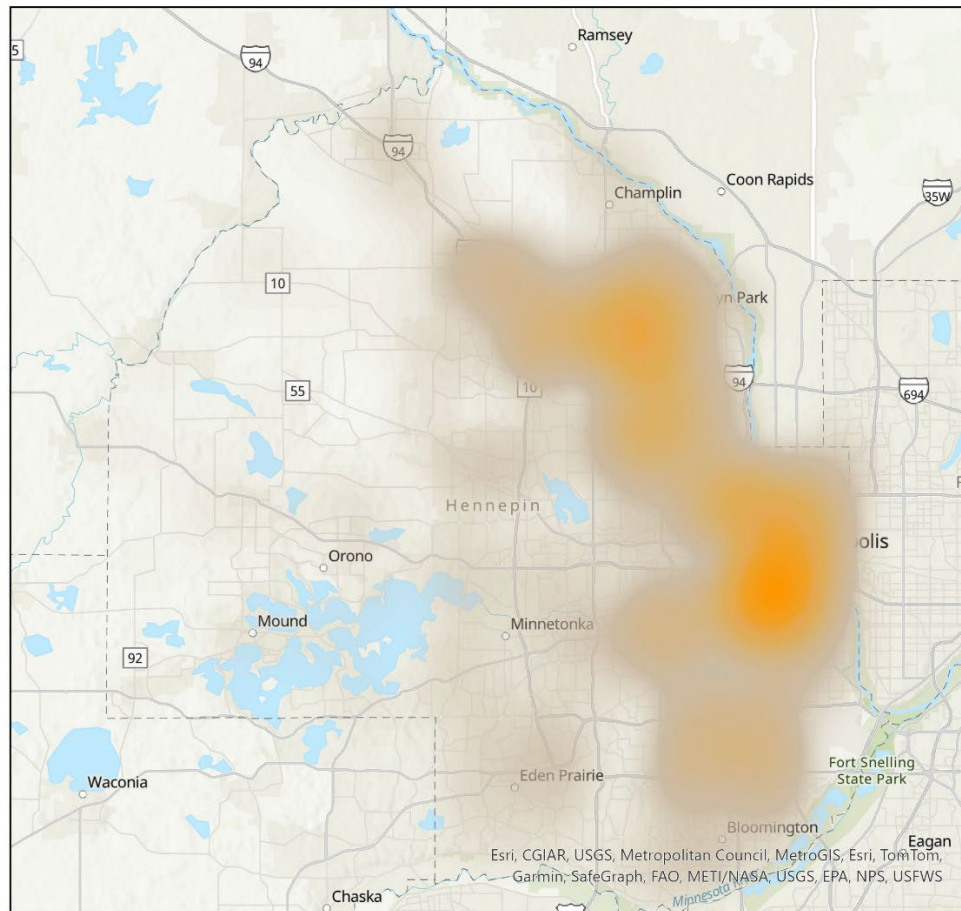 Ramsey
5
94
94
Coon Rapids
Champlin
35W
10
yn Park
94
55
10
694
Hennepin
olis
Orono
Mound
Minnetonka
92
Fort Snelling
State Park
Eden Prairie
Waconia
Bloomington
Eagan
Esri, CGIAR, USGS, Metropolitan Council, MetroGIS, Esri, TomTom,
Garmin, SafeGraph, FAO, METI/NASA, USGS, EPA, NPS, USFWS
Chaska